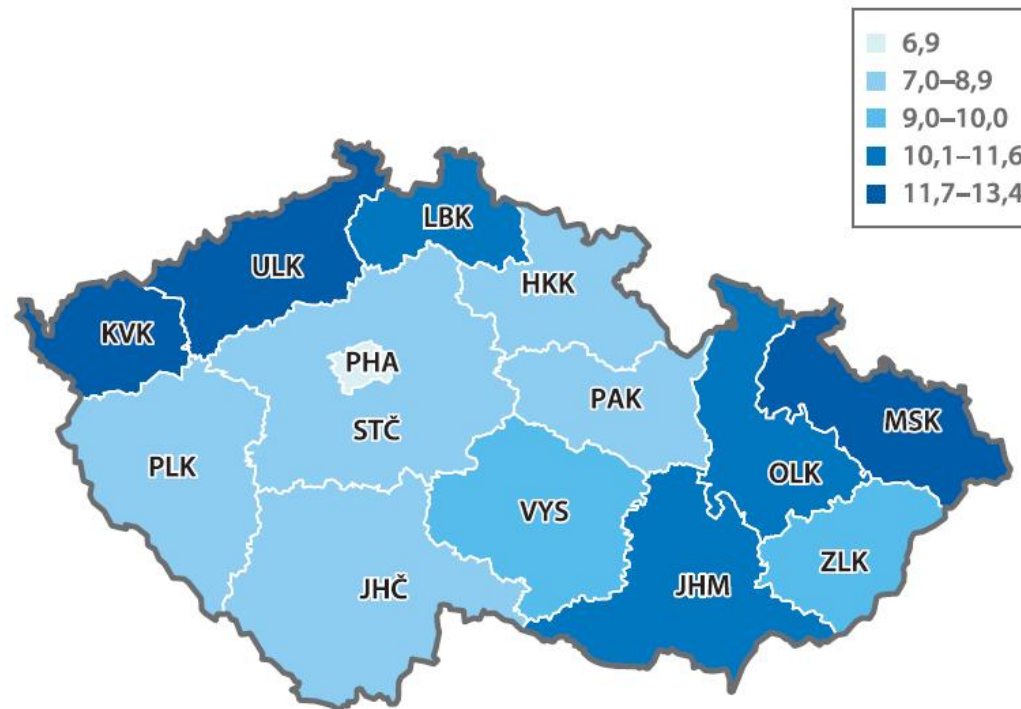 6,9
7,0–8,9
9,0–10,0
10,1–11,6
11,7–13,4
LBK
ULK
HKK
KVK
PHA
PAK
STČ
MSK
PLK
OLK
VYS
ZLK
JHČ
JHM